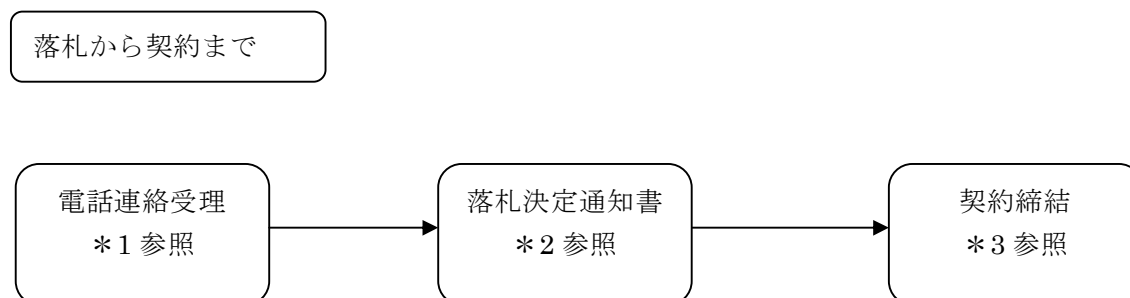 落札から契約まで
電話連絡受理
＊1 参照
落札決定通知書
＊2 参照
契約締結
＊3 参照